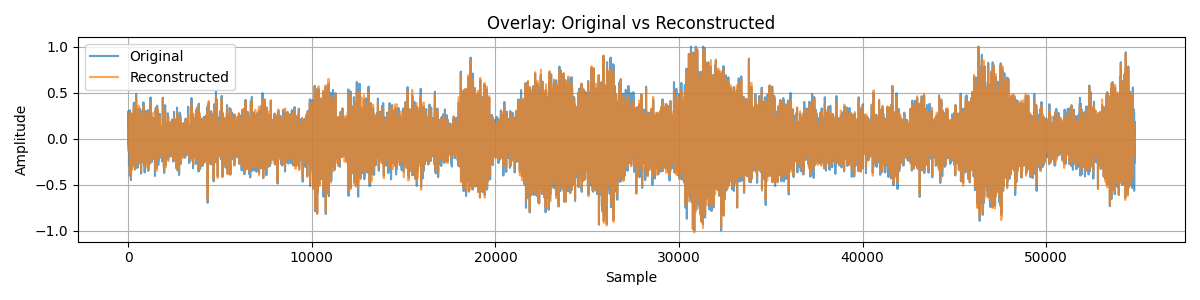 Overlay: Original vs Reconstructed
Original
Reconstructed
1.0
0.5
0.0
−0.5
−1.0
Amplitude
0 10000 20000 30000 40000 50000
Sample